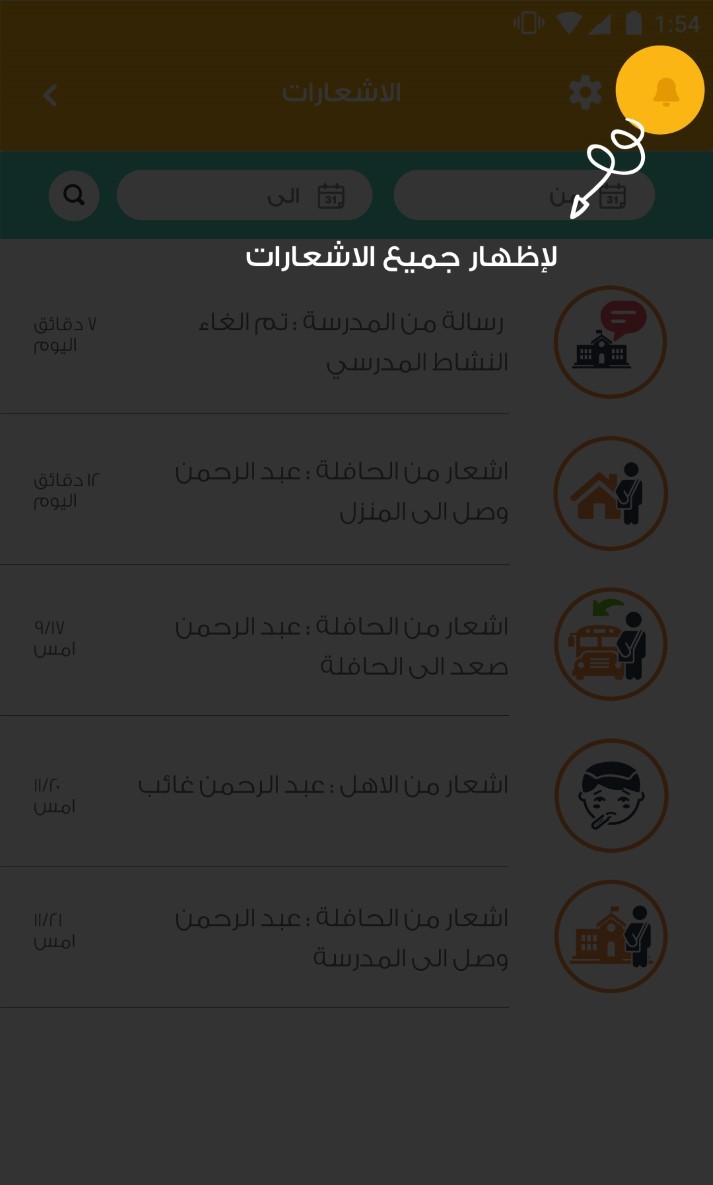 1:54
الاشعارات
من
الى
لإظهار جميع الاشعارات
رسالة من المدرسة : تم الغاء
النشاط المدرسي
٧ دقائق
اليوم
اشعار من الحافلة : عبد الرحمن
وصل الى المنزل
١٢ دقائق
اليوم
اشعار من الحافلة : عبد الرحمن
صعد الى الحافلة
٩/١٧
امس
اشعار من الاهل : عبد الرحمن غائب
١١/٢٠
امس
اشعار من الحافلة : عبد الرحمن
وصل الى المدرسة
١١/٢١
امس